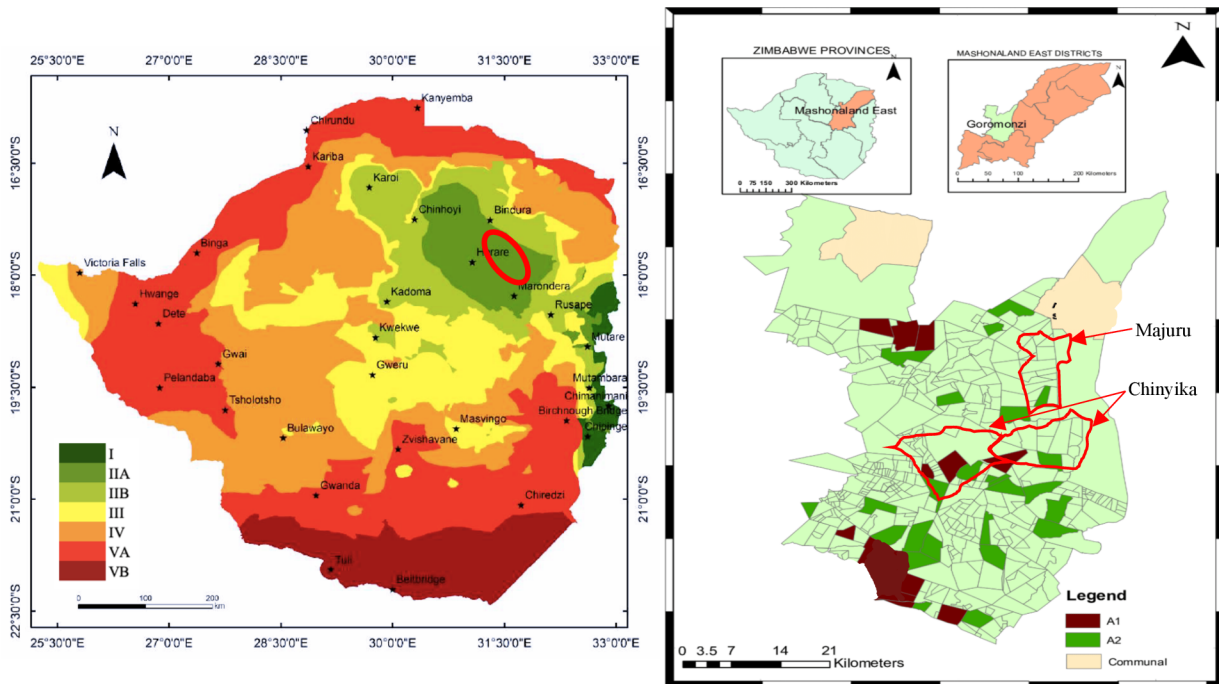 25°30'0"E 27°0'0"E 28°30'0"E 30°0'0"E 31°30'0"E 33°0'0"E
16°30'0"S
18°0'0"S
19°30'0"S
21°0'0"S
22°30'0"S
N
Kanyemba
Chirundu
Kariba
Karoi
Chinhoyi
Bindura
Binga
Harare
Victoria Falls
Hwange
Marondera
Kadoma
Rusape
Dete
Kwekwe
Mutare
Gwai
Gweru
Pelandaba
Mutambara
Tsholotsho
Chimanimani
Birchnough Bridge
Masvingo
Bulawayo
Chipinge
Zvishavane
Gwanda
Chiredzi
Tuli
Beitbridge
I
IIA
IIB
III
IV
VA
VB
0 100 200
km
16°30'0"S
18°0'0"S
19°30'0"S
21°0'0"S
22°30'0"S
25°30'0"E 27°0'0"E 28°30'0"E 30°0'0"E 31°30'0"E 33°0'0"E
N
ZIMBABWE PROVINCES
N
Mashonaland East
0 75 150 300 Kilometers
MASHONALAND EAST DISTRICTS
N
Goromonzi
0 50 100 200 Kilometers
Majuru
Chinyika
Legend
A1
A2
Communal
0 3.5 7 14 21
Kilometers